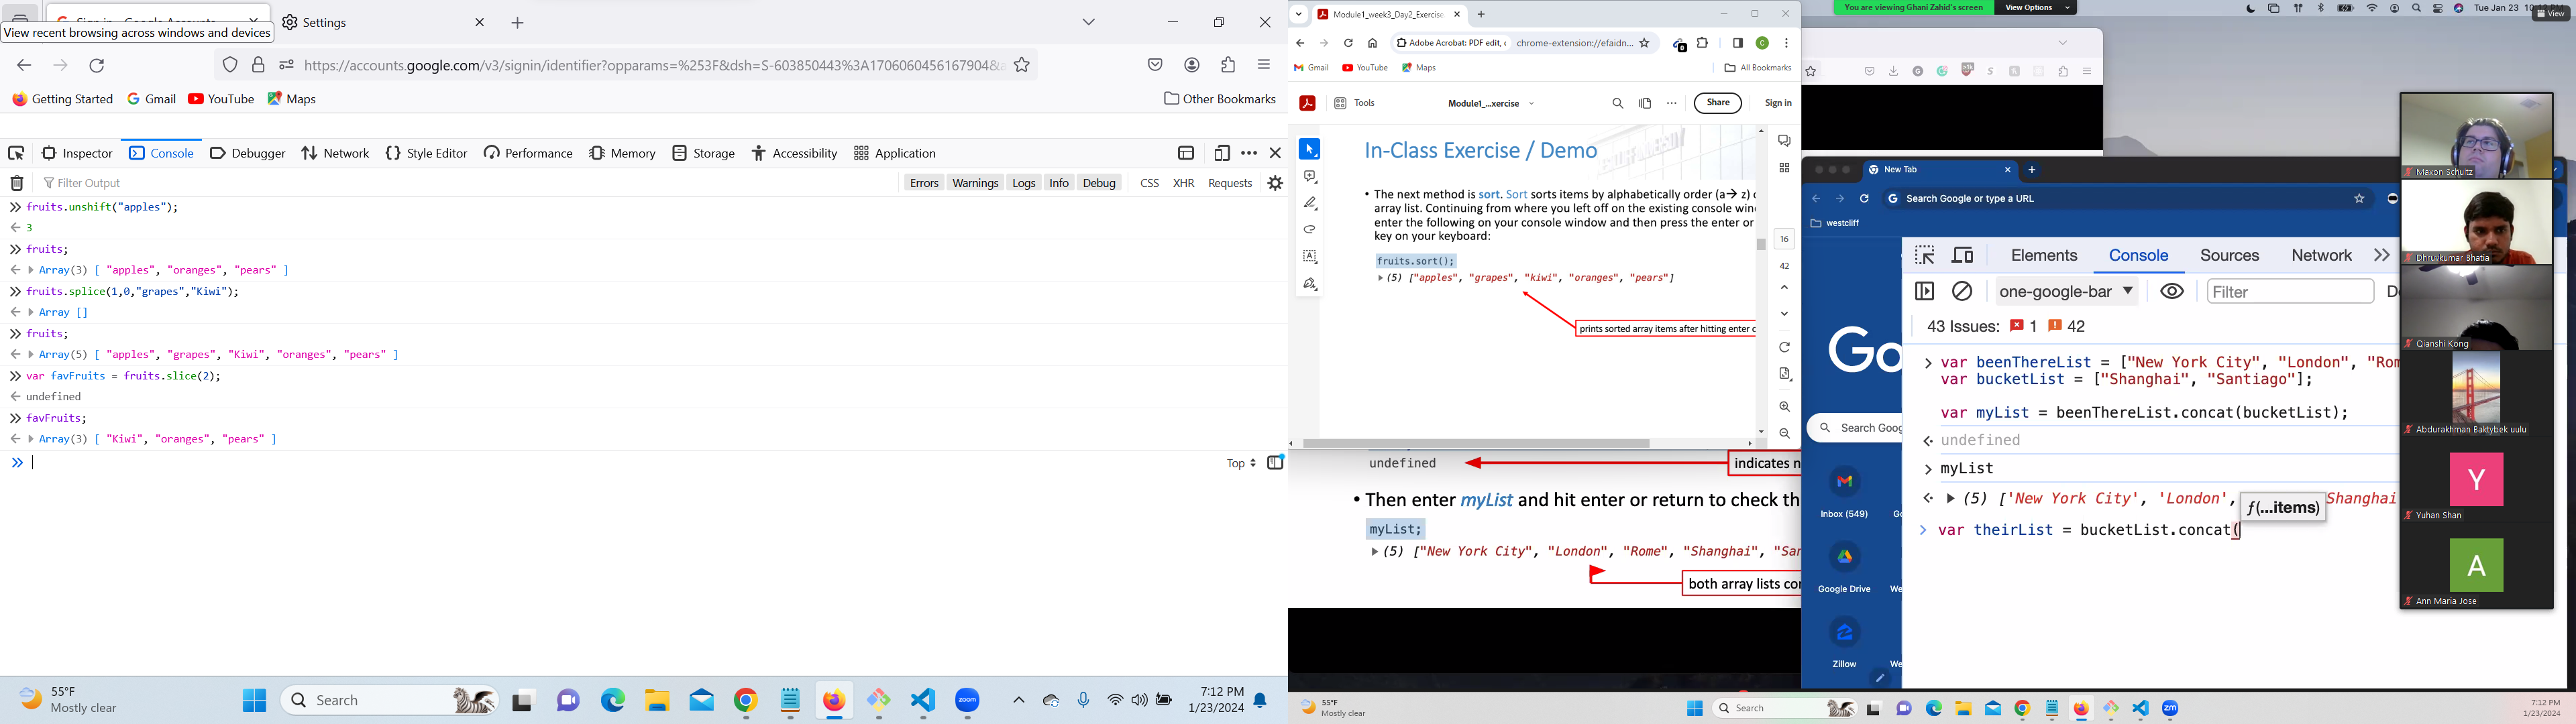 Settings
View recent browsing across windows and devices
https://accounts.google.com/v3/signin/identifier?opparams=%253F&dsh=S-603850443%3A1706060456167904&
Getting Started Gmail YouTube Maps Other Bookmarks
Inspector Console Debugger Network Style Editor Performance Memory Storage Accessibility Application
Filter Output Errors Warnings Logs Info Debug CSS XHR Requests
fruits.unshift("apples");
3
fruits;
Array(3) [ "apples", "oranges", "pears" ]
fruits.splice(1,0,"grapes","Kiwi");
Array []
fruits;
Array(5) [ "apples", "grapes", "Kiwi", "oranges", "pears" ]
var favFruits = fruits.slice(2);
undefined
favFruits;
Array(3) [ "Kiwi", "oranges", "pears" ]
Top
55°F
Mostly clear
Search
zoom
7:12 PM
1/23/2024
Module1_week3_Day2_Exercise
Adobe Acrobat: PDF edit, c chrome-extension://efaidn...
Gmail YouTube Maps All Bookmarks
Tools Module1_...xercise Share Sign in
In-Class Exercise / Demo
• The next method is sort. Sort sorts items by alphabetically order (a→ z)
array list. Continuing from where you left off on the existing console
enter the following on your console window and then press the enter or
key on your keyboard:
fruits.sort();
(5) ["apples", "grapes", "kiwi", "oranges", "pears"]
prints sorted array items after hitting enter
16
42
undefined
indicates n
• Then enter myList and hit enter or return to check th
myList;
(5) ["New York City", "London", "Rome", "Shanghai", "San
both array lists
You are viewing Ghani Zahid's screen View Options
Tue Jan 23
View
New Tab
Search Google or type a URL
westcliff
Go
Search Goog
Inbox (549)
Google Drive
Zillow
Elements Console Sources Network
one-google-bar Filter
43 Issues: 1 42
var beenThereList = ["New York City", "London", "Rom
var bucketList = ["Shanghai", "Santiago"];
var myList = beenThereList.concat(bucketList);
undefined
myList
(5) ['New York City', 'London', Shanghai
f(...items)
var theirList = bucketList.concat(
Maxon Schultz
Dhruvkumar Bhatia
Qianshi Kong
Abdurakhman Baktybek uulu
Y
Yuhan Shan
A
Ann Maria Jose
55°F
Mostly clear
Search
zm
7:12 PM
1/23/2024